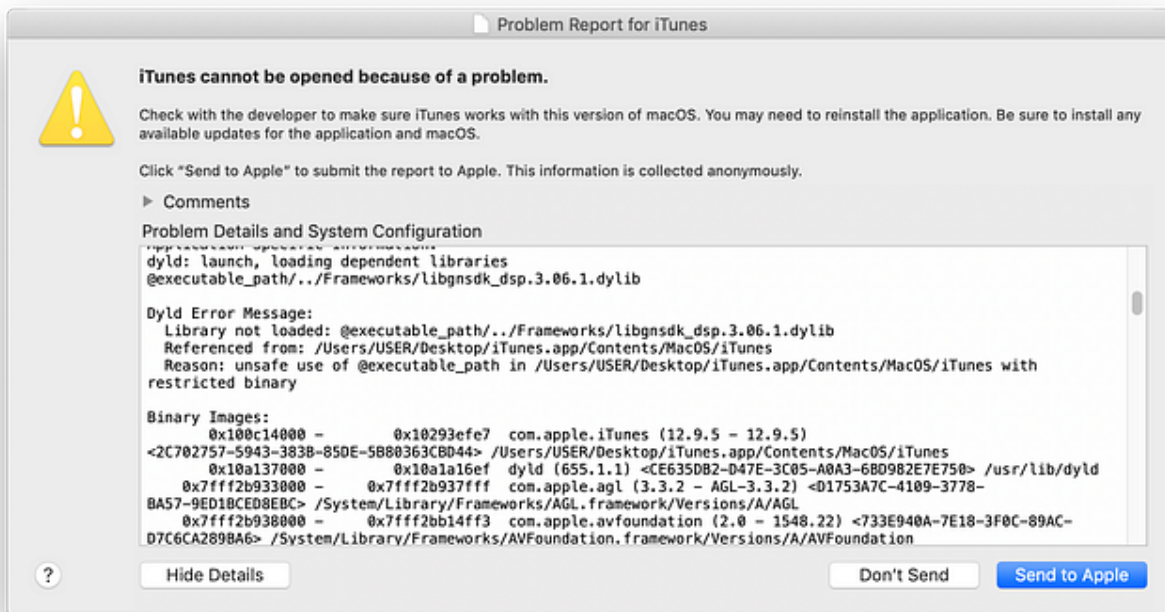 Problem Report for iTunes
iTunes cannot be opened because of a problem.
Check with the developer to make sure iTunes works with this version of macOS. You may need to reinstall the application. Be sure to install any
available updates for the application and macOS.
Click “Send to Apple” to submit the report to Apple. This information is collected anonymously.
Comments
Problem Details and System Configuration
Application Specific Information:
dyld: launch, loading dependent libraries
@executable_path/../Frameworks/libgnsdk_dsp.3.06.1.dylib
Dyld Error Message:
Library not loaded: @executable_path/../Frameworks/libgnsdk_dsp.3.06.1.dylib
Referenced from: /Users/USER/Desktop/iTunes.app/Contents/MacOS/iTunes
Reason: unsafe use of @executable_path in /Users/USER/Desktop/iTunes.app/Contents/MacOS/iTunes with
restricted binary
Binary Images:
0x100c14000 - 0x10293efe7 com.apple.iTunes (12.9.5 - 12.9.5)
<2C702757-5943-383B-85DE-5B80363CBD44> /Users/USER/Desktop/iTunes.app/Contents/MacOS/iTunes
0x10a137000 - 0x10a1a16ef dyld (655.1.1) <CE635DB2-D47E-3C05-A0A3-6BD982E7E750> /usr/lib/dyld
0x7fff2b933000 - 0x7fff2b937fff com.apple.agl (3.3.2 - AGL-3.3.2) <D1753A7C-4109-3778-
BA57-9ED1BCED8EBC> /System/Library/Frameworks/AGL.framework/Versions/A/AGL
0x7fff2b938000 - 0x7fff2bb14ff3 com.apple.avfoundation (2.0 - 1548.22) <733E940A-7E18-3F0C-89AC-
D7C6CA289BA6> /System/Library/Frameworks/AVFoundation.framework/Versions/A/AVFoundation
?
Hide Details
Don't Send
Send to Apple